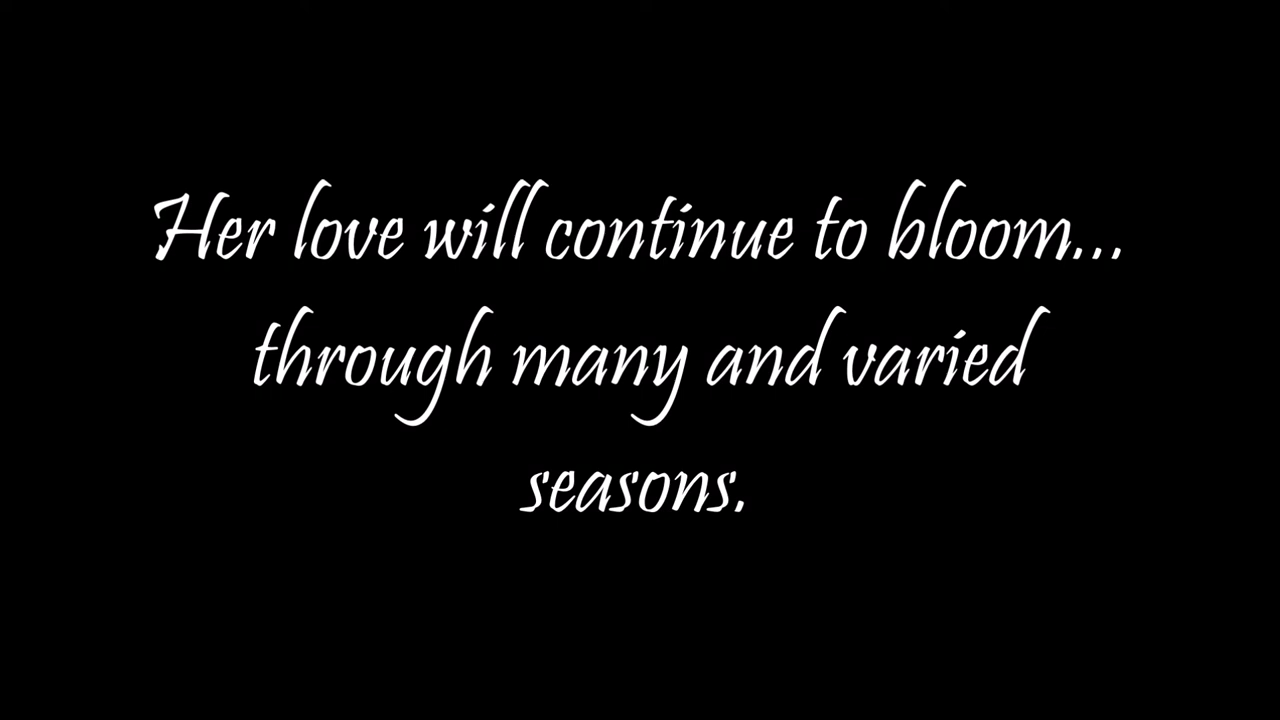 Her love will continue to bloom...
through many and varied
seasons.